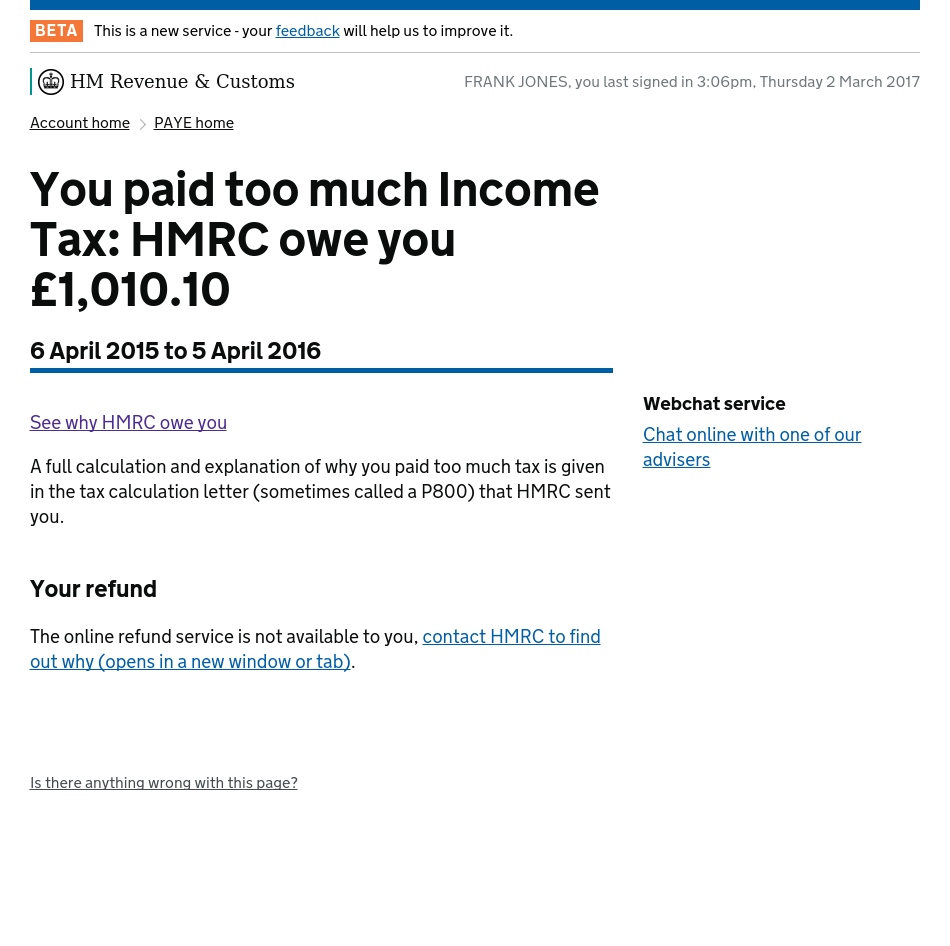 BETA This is a new service - your feedback will help us to improve it.
HM Revenue & Customs
FRANK JONES, you last signed in 3:06pm, Thursday 2 March 2017
Account home > PAYE home
You paid too much Income
Tax: HMRC owe you
£1,010.10
6 April 2015 to 5 April 2016
See why HMRC owe you
A full calculation and explanation of why you paid too much tax is given
in the tax calculation letter (sometimes called a P800) that HMRC sent
you.
Your refund
The online refund service is not available to you, contact HMRC to find
out why (opens in a new window or tab).
Webchat service
Chat online with one of our
advisers
Is there anything wrong with this page?